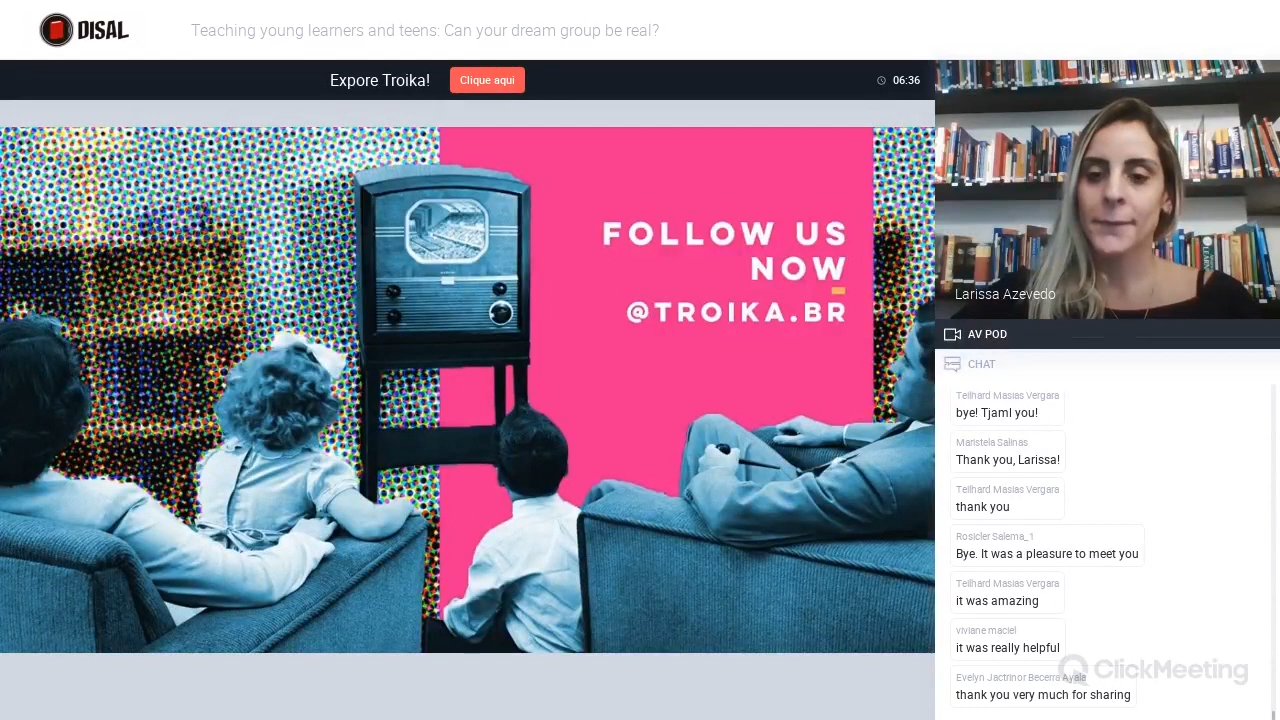 DISAL
Teaching young learners and teens: Can your dream group be real?
Expore Troika!
Clique aqui
06:36
FOLLOW US
NOW
@TROIKA.BR
Larissa Azevedo
AV POD
CHAT
Teilhard Masias Vergara
bye! Tjaml you!
Maristela Salinas
Thank you, Larissa!
Teilhard Masias Vergara
thank you
Rosicler Salema_1
Bye. It was a pleasure to meet you
Teilhard Masias Vergara
it was amazing
viviane maciel
it was really helpful
Evelyn Jactrinor Becerra Ayala
thank you very much for sharing
ClickMeeting